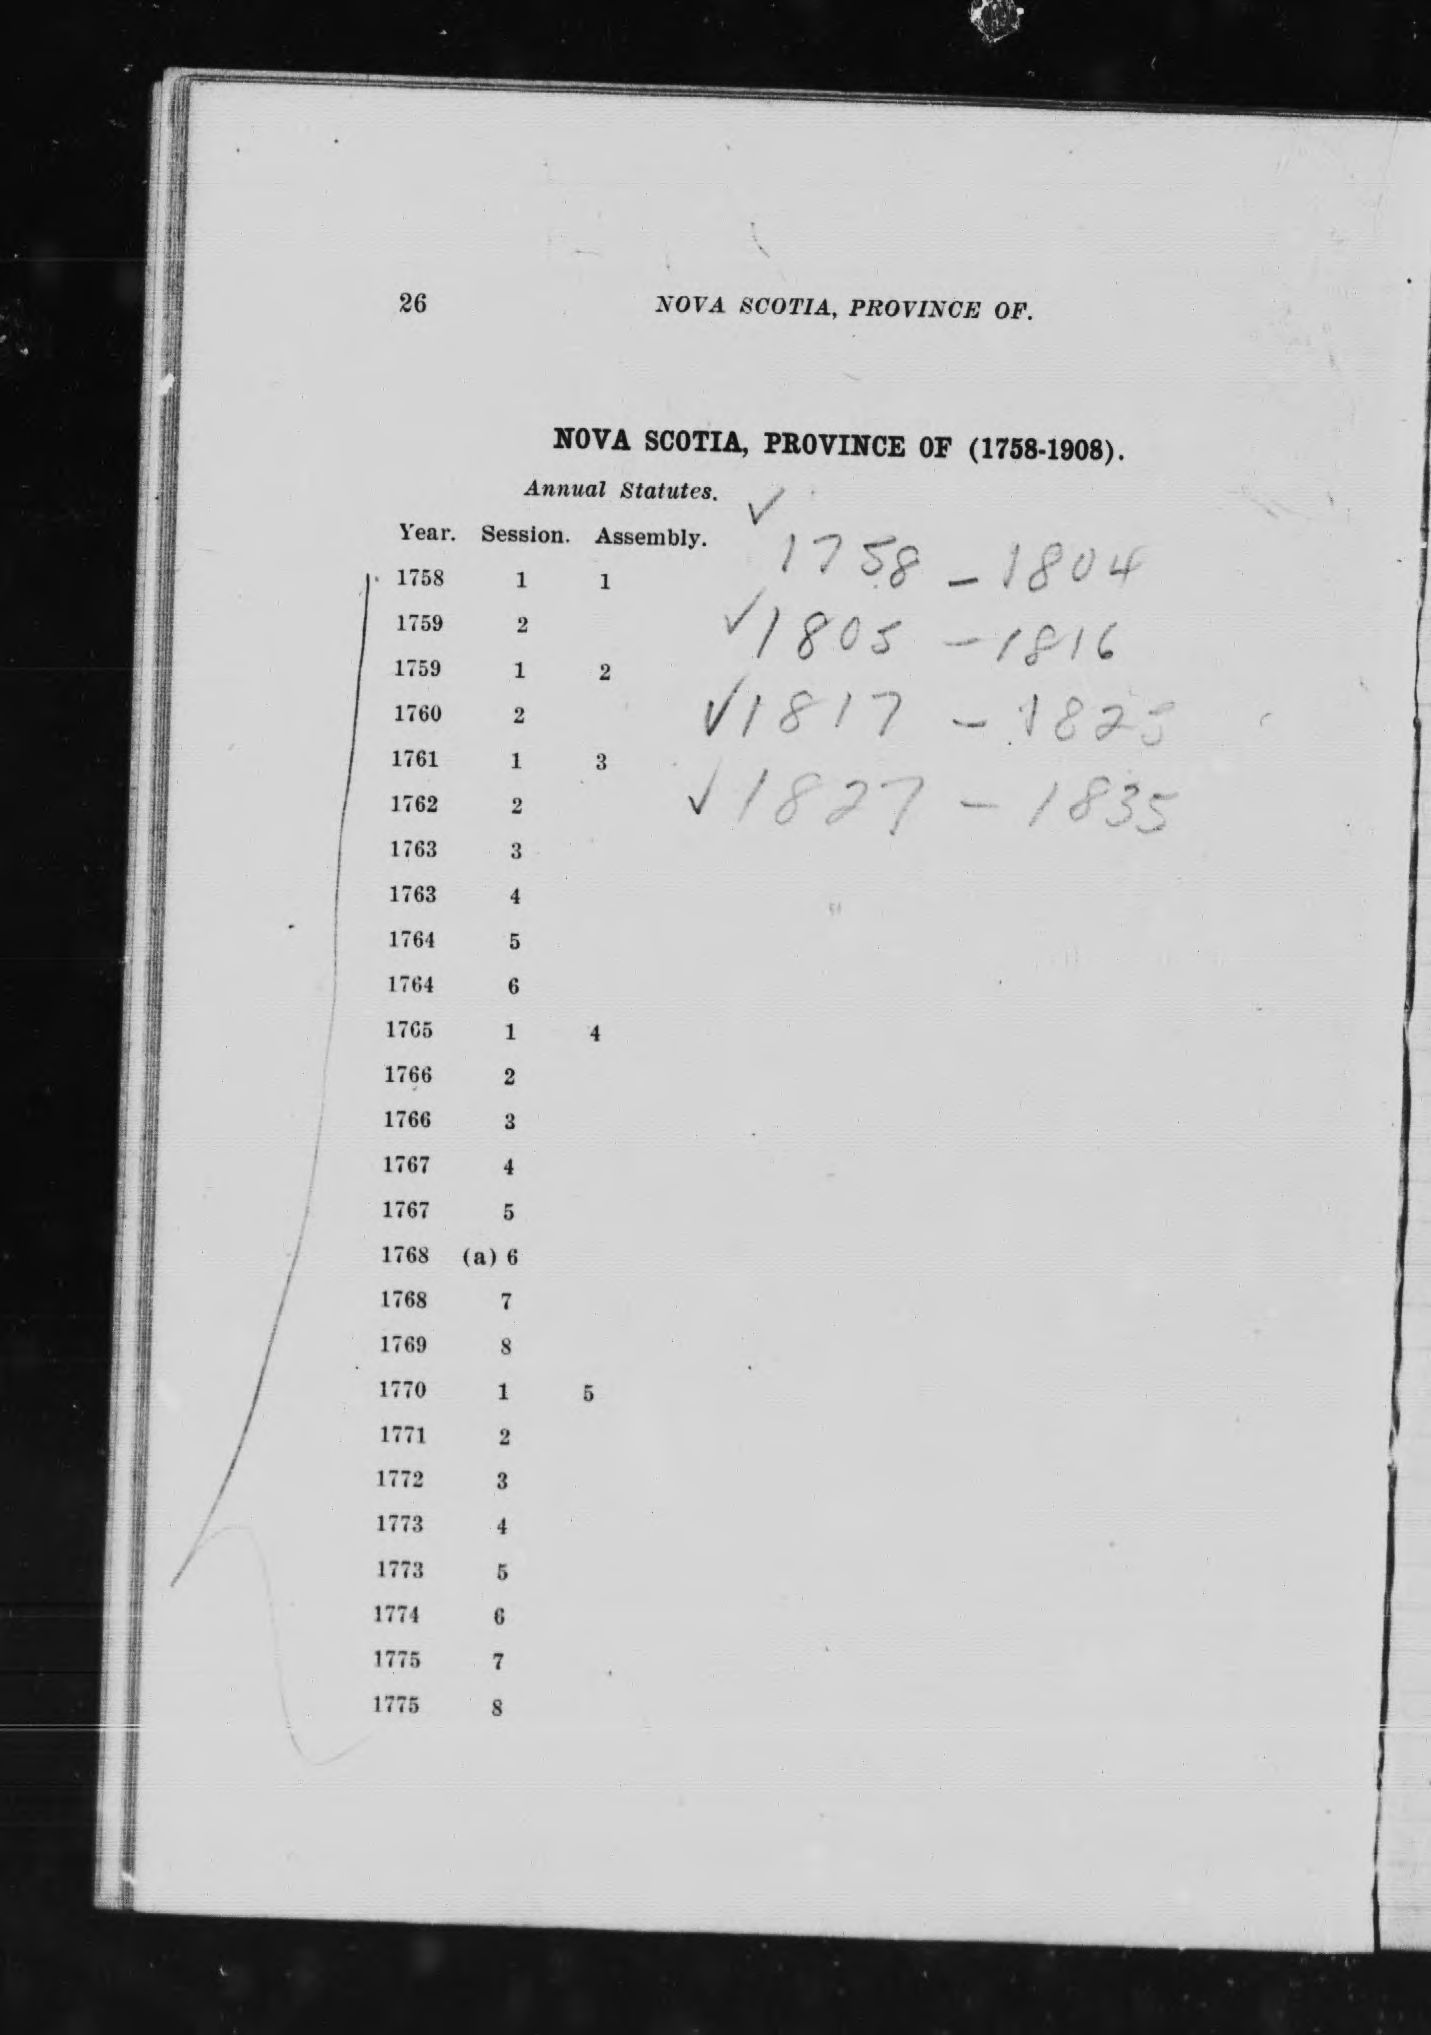 26 NOVA SCOTIA, PROVINCE OF.
NOVA SCOTIA, PROVINCE OF (1758-1908).
Annual Statutes.
Year. Session. Assembly.
✓ 1758 – 1804
1758 1 1
✓ 1805 – 1816
1759 2
1759 1 2
✓ 1817 – 1825
1760 2
1761 1 3
✓ 1827 – 1835
1762 2
1763 3
1763 4
1764 5
1764 6
1765 1 4
1766 2
1766 3
1767 4
1767 5
1768 (a) 6
1768 7
1769 8
1770 1 5
1771 2
1772 3
1773 4
1773 5
1774 6
1775 7
1775 8